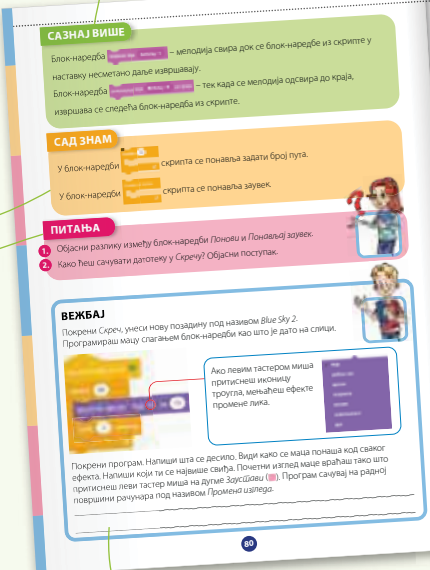 САЗНАЈ ВИШЕ
Блок-наредба – мелодија свира док се блок-наредбе из скрипте у
наставку несметано даље извршавају.
Блок-наредба – тек када се мелодија одсвира до краја,
извршава се следећа блок-наредба из скрипте.
САД ЗНАМ
У блок-наредби скрипта се понавља задати број пута.
У блок-наредби скрипта се понавља заувек.
ПИТАЊА
1. Објасни разлику између блок-наредби Понови и Понављај заувек.
2. Како ћеш сачувати датотеку у Скречу? Објасни поступак.
ВЕЖБАЈ
Покрени Скреч, унеси нову позадину под називом Blue Sky 2.
Програмираш мацу слагањем блок-наредби као што је дато на слици.
Ако левим тастером миша
притиснеш иконицу
троугла, мењаћеш ефекте
промене лика.
Покрени програм. Напиши шта се десило. Види како се маца понаша код сваког
ефекта. Напиши који ти се највише свиђа. Почетни изглед маце враћаш тако што
притиснеш леви тастер миша на дугме Заустави ( ). Програм сачувај на радној
површини рачунара под називом Промена изгледа.
80